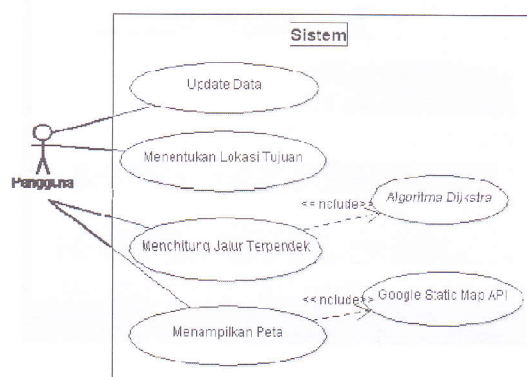 Sistem
Update Data
Menentukan Lokasi Tujuan
Pangguna
<<include>>
Algoritma Dijkstra
Menghitung Jalur Terpendek
<<include>>
Google Static Map API
Menampilkan Peta